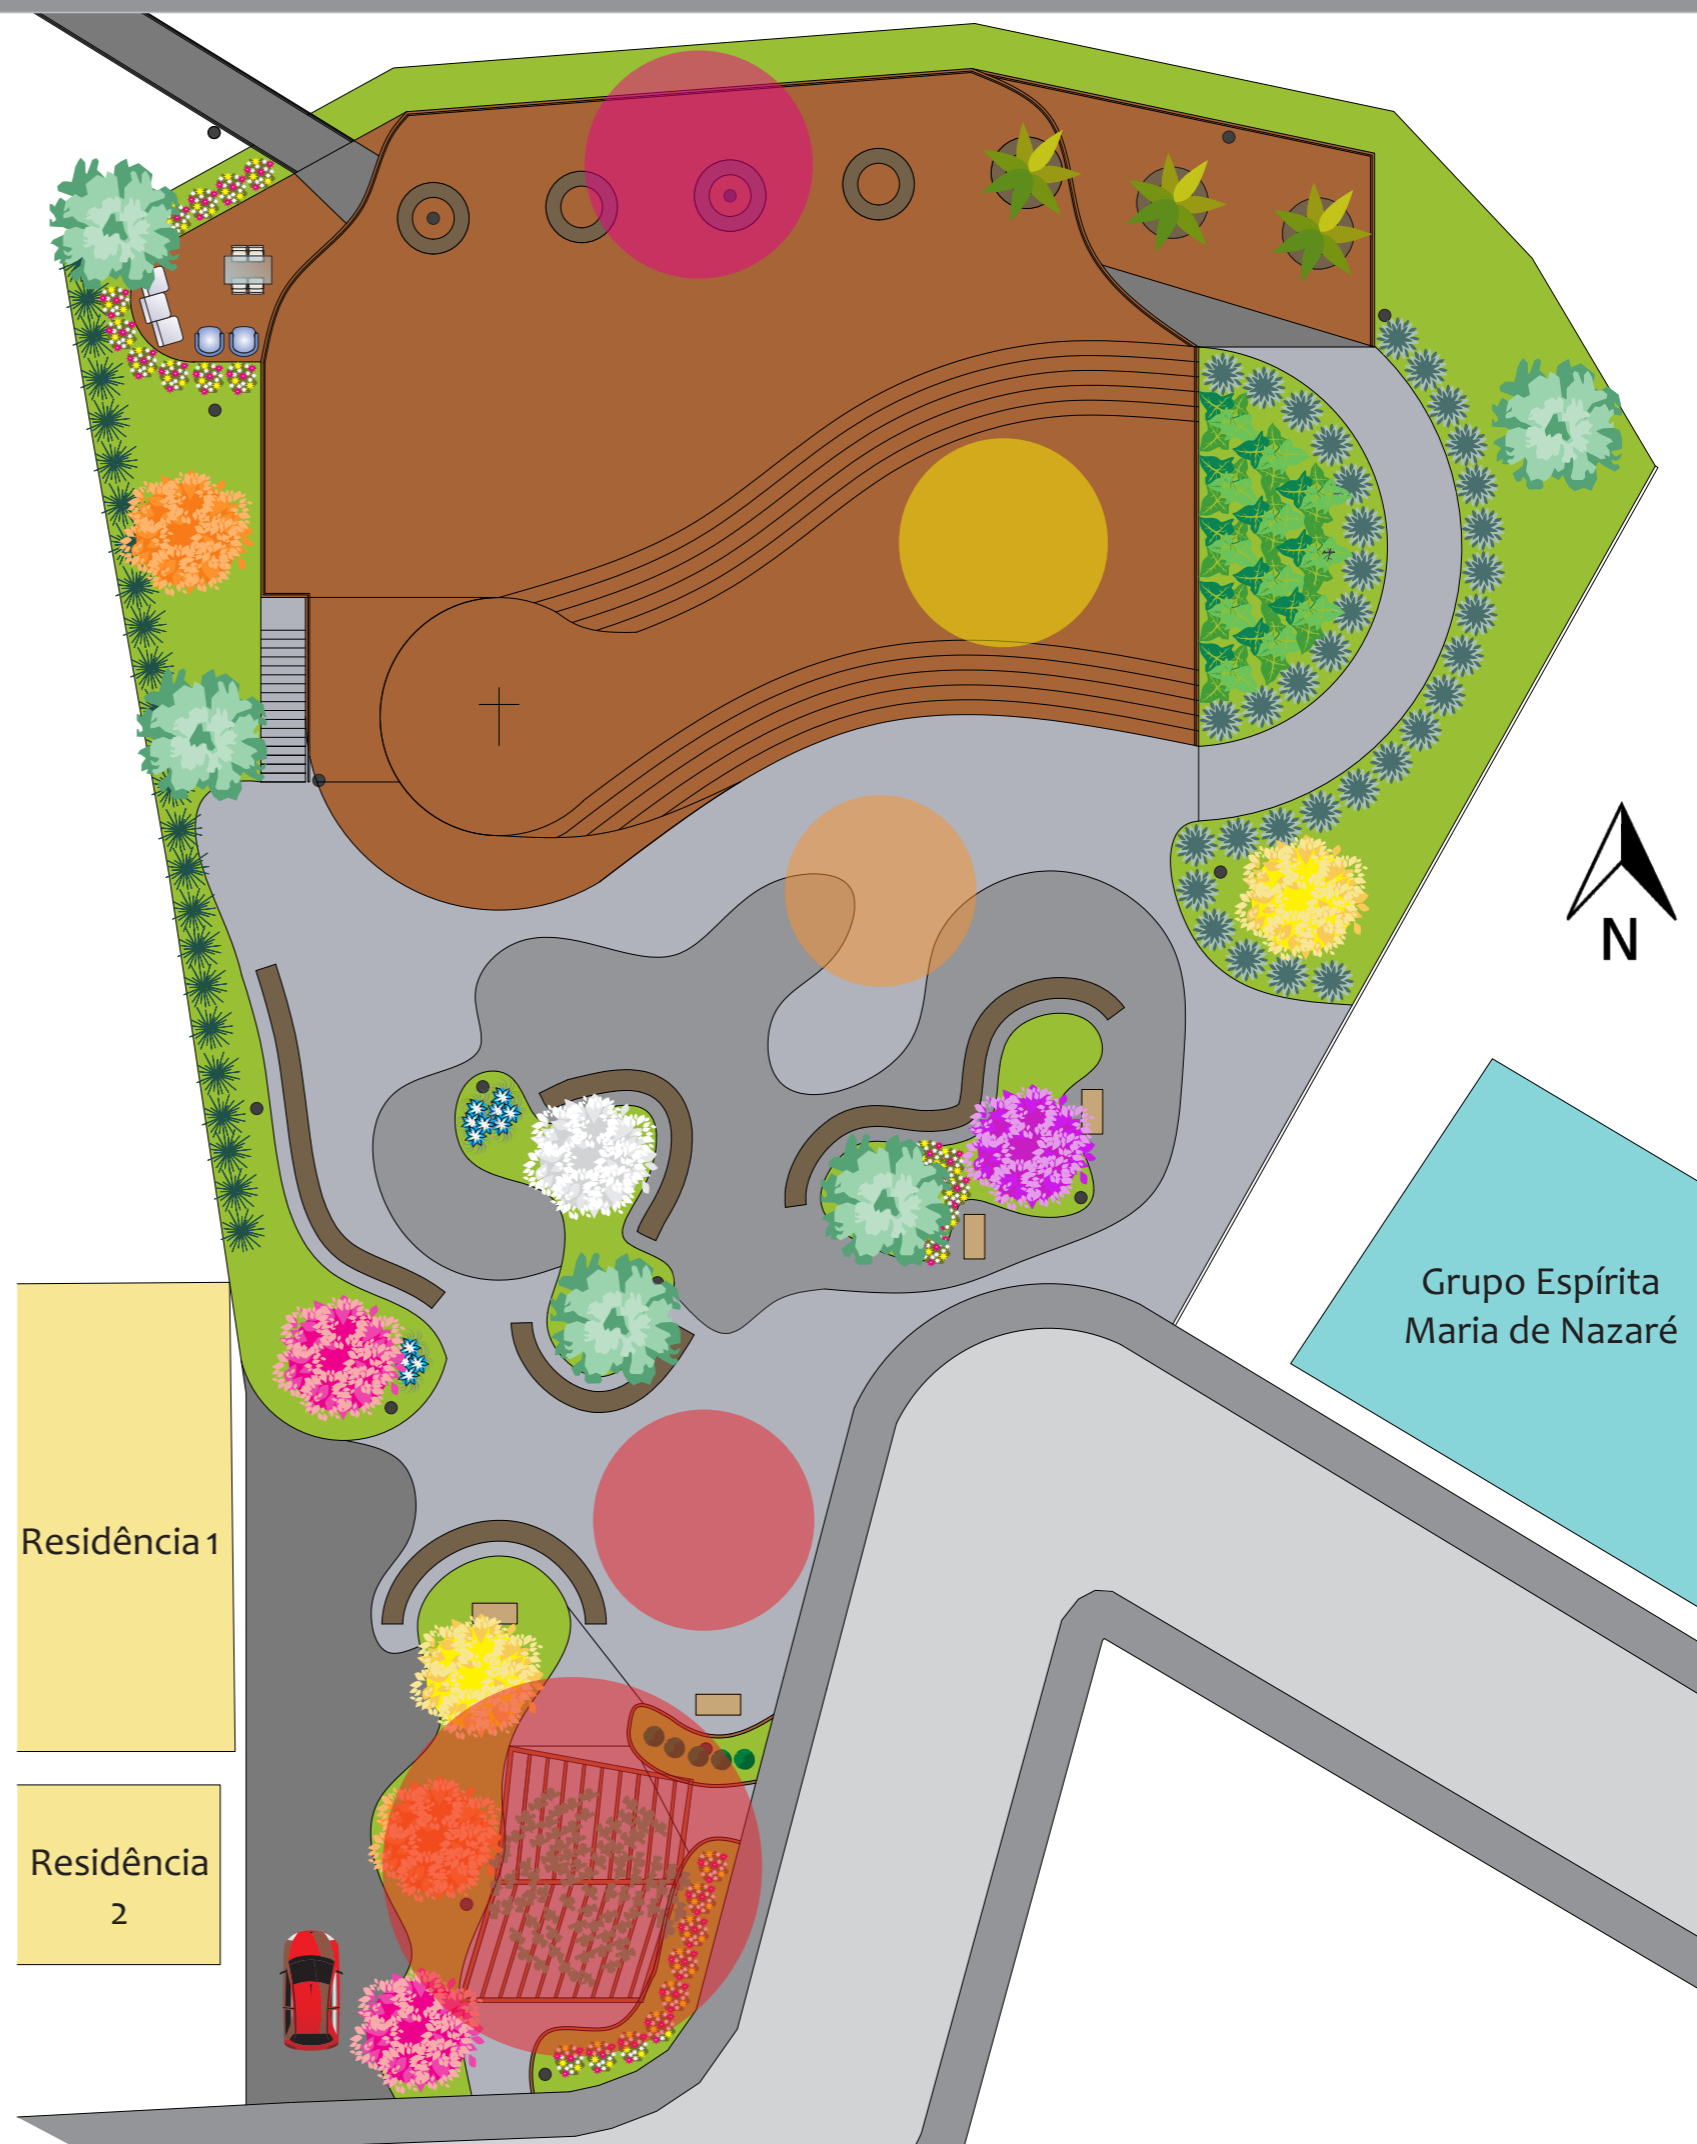 N
Grupo Espírita
Maria de Nazaré
Residência 1
Residência
2